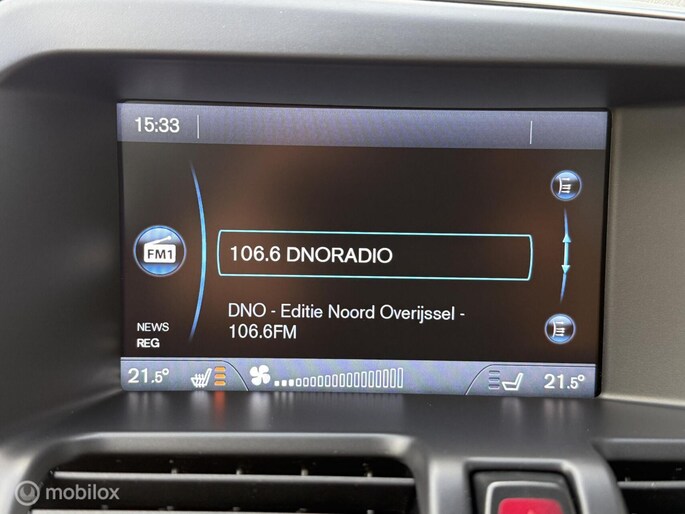 15:33
FM1
106.6 DNORADIO
DNO - Editie Noord Overijssel -
106.6FM
NEWS
REG
21.5° 21.5°
mobilox